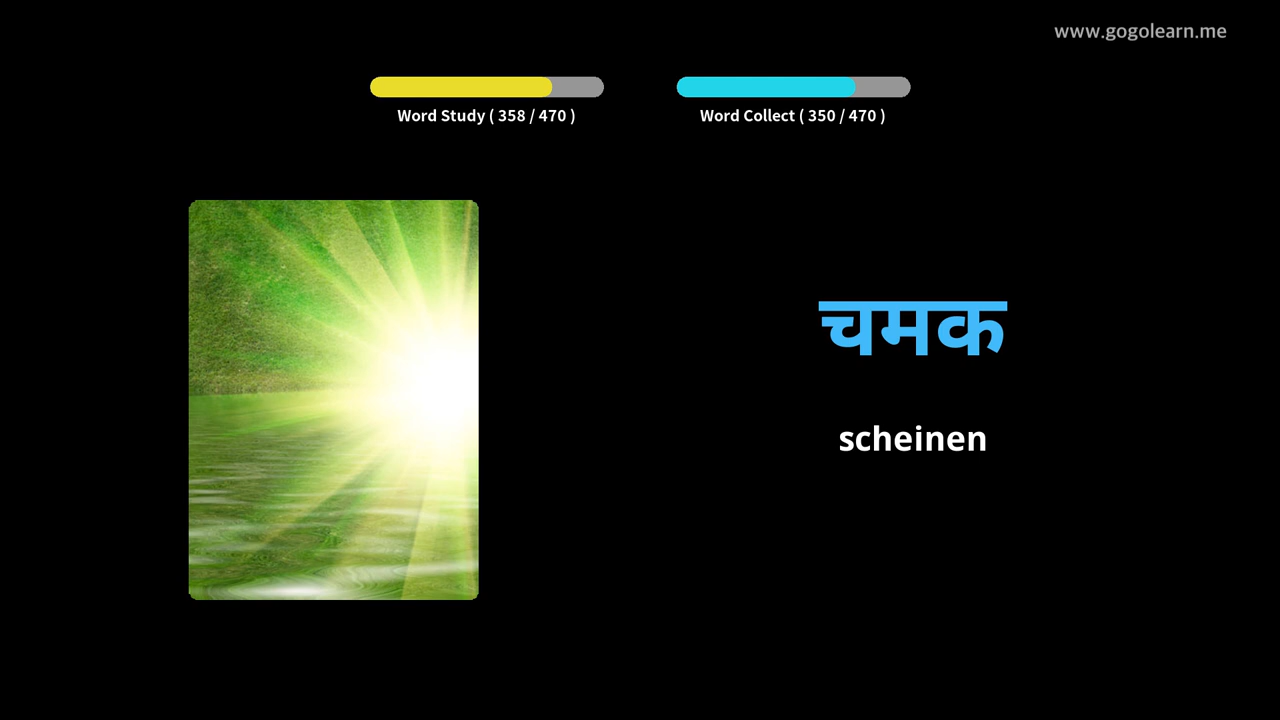 www.gogolearn.me
Word Study ( 358 / 470 )
Word Collect ( 350 / 470 )
चमक
scheinen